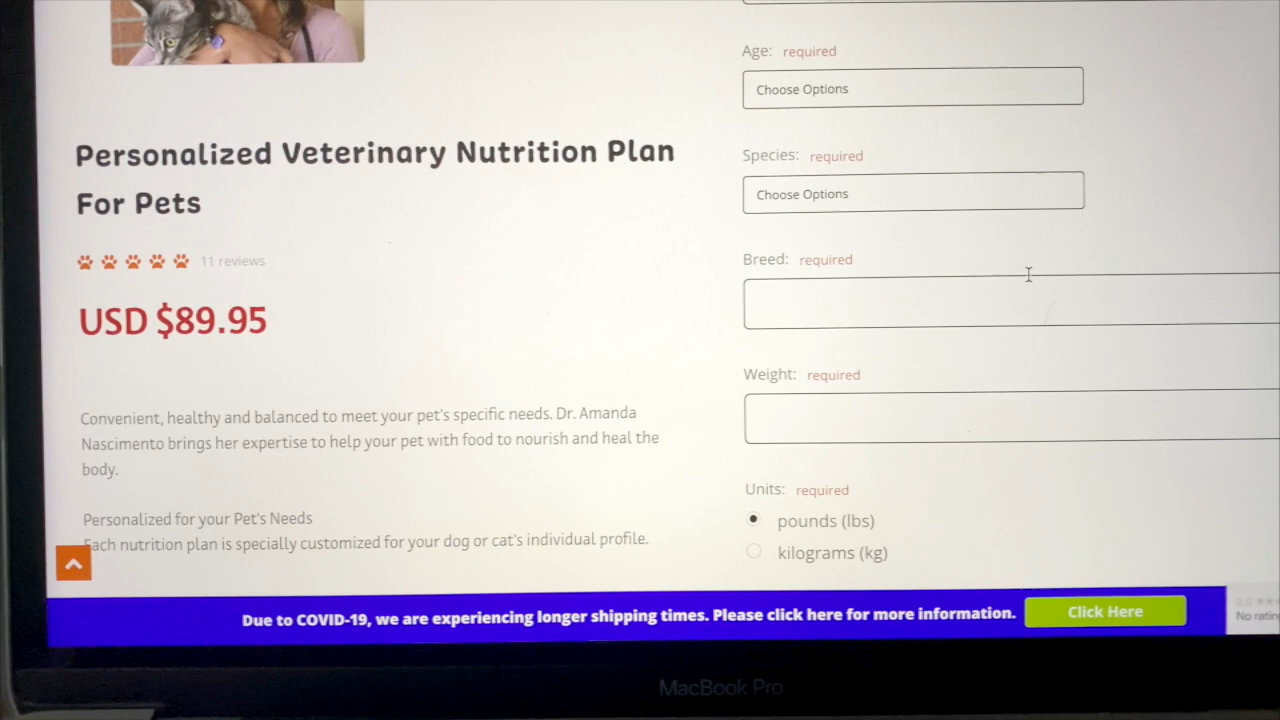 Personalized Veterinary Nutrition Plan
For Pets
11 reviews
USD $89.95
Convenient, healthy and balanced to meet your pet's specific needs. Dr. Amanda
Nascimento brings her expertise to help your pet with food to nourish and heal the
body.
Personalized for your Pet's Needs
Each nutrition plan is specially customized for your dog or cat's individual profile.
Age: required
Choose Options
Species: required
Choose Options
Breed: required
Weight: required
Units: required
pounds (lbs)
kilograms (kg)
Due to COVID-19, we are experiencing longer shipping times. Please click here for more information.
Click Here
0.0
No
MacBook Pro